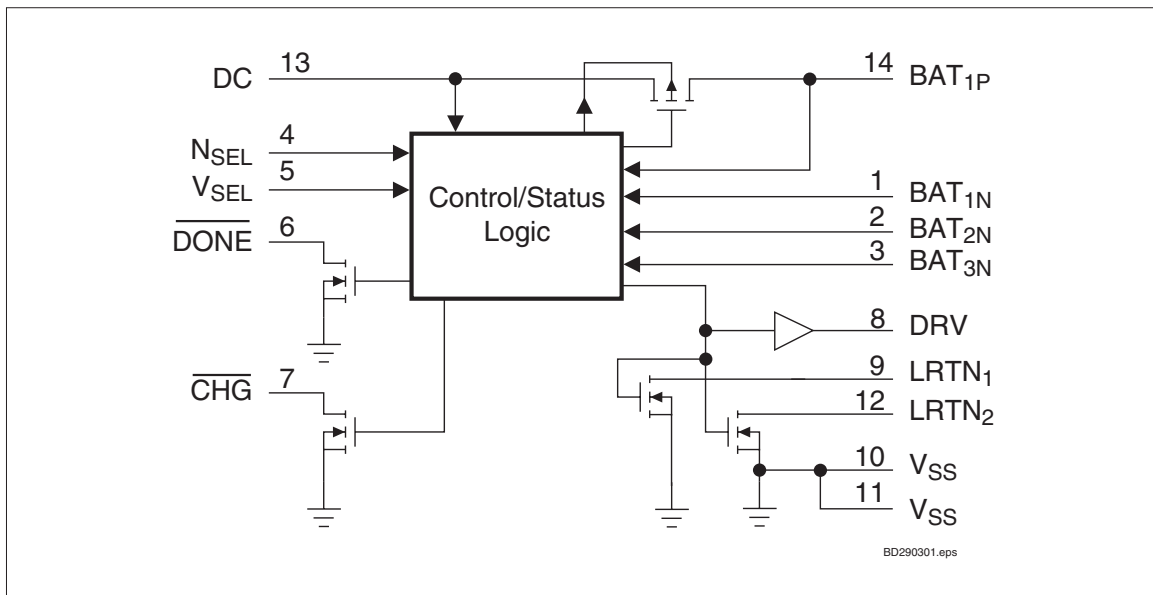 DC 13
14 BAT1P
4
NSEL
5
VSEL
6
DONE
Control/Status
Logic
1
BAT1N
2
BAT2N
3
BAT3N
8 DRV
9 LRTN1
7
CHG
12 LRTN2
10 VSS
11 VSS
BD290301.eps